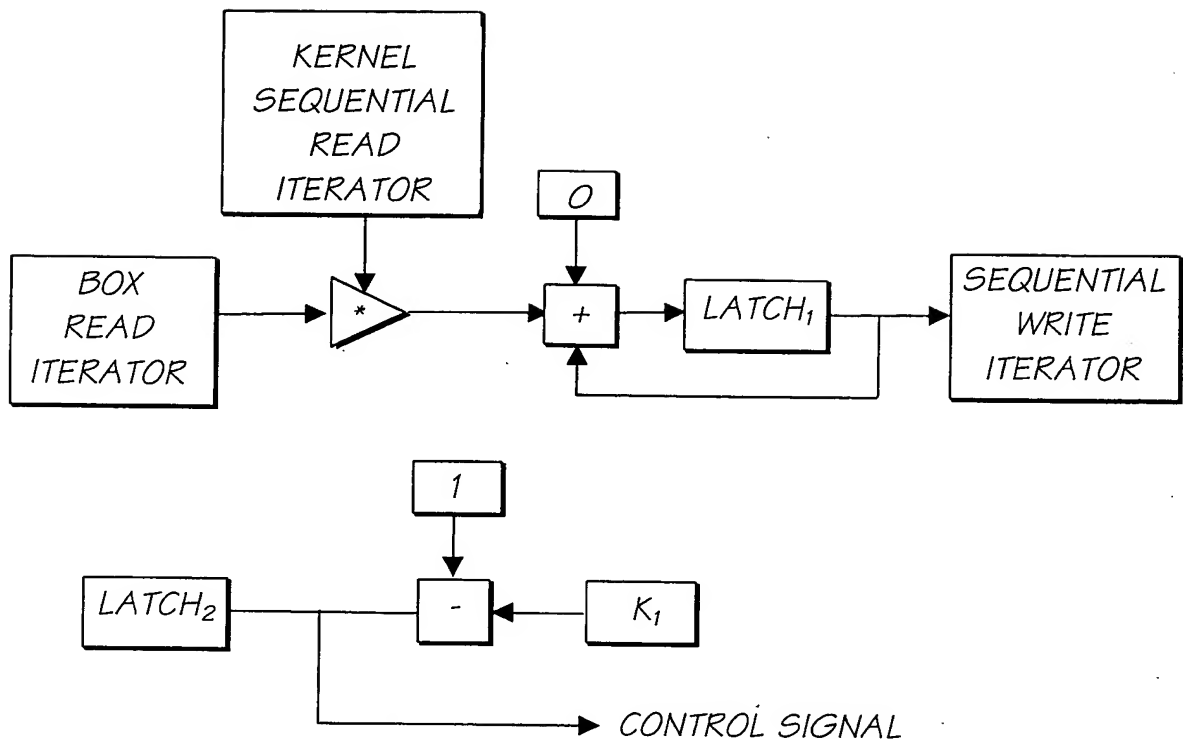 KERNEL
SEQUENTIAL
READ
ITERATOR
0
BOX
READ
ITERATOR
*
+
LATCH₁
SEQUENTIAL
WRITE
ITERATOR
1
LATCH₂
-
K₁
CONTROL SIGNAL